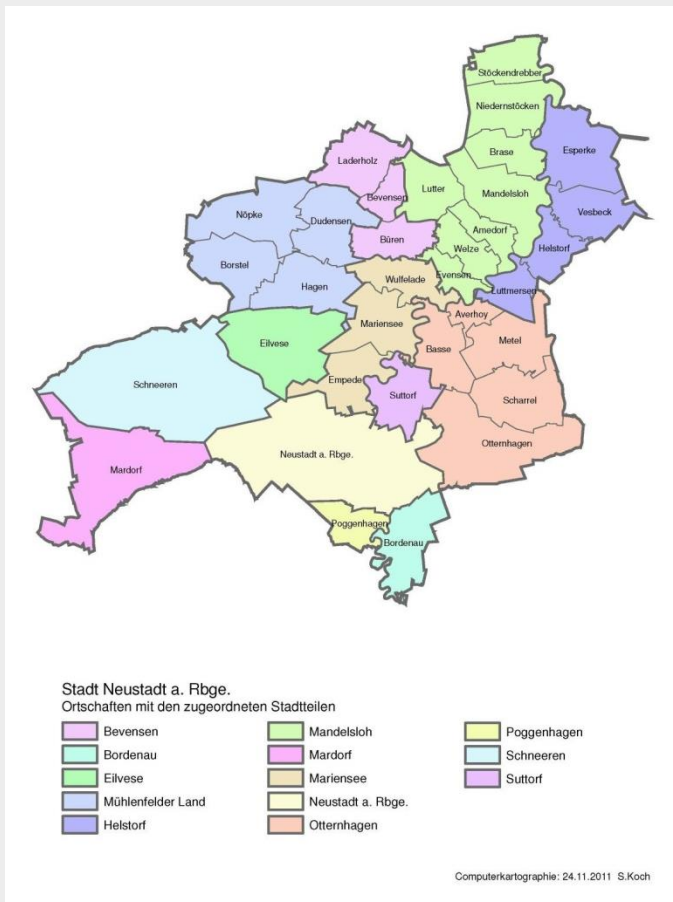 Stöckendrebber
Niedernstöcken
Brase
Esperke
Laderholz
Bevensen
Lutter
Mandelsloh
Vesbeck
Nöpke
Dudensen
Amedorf
Büren
Welze
Helstorf
Borstel
Evensen
Wulfelade
Hagen
Luttmersen
Averhoy
Mariensee
Metel
Eilvese
Basse
Empede
Schneeren
Suttorf
Scharrel
Otternhagen
Neustadt a. Rbge.
Mardorf
Poggenhagen
Bordenau
Stadt Neustadt a. Rbge.
Ortschaften mit den zugeordneten Stadtteilen
Bevensen
Bordenau
Eilvese
Mühlenfelder Land
Helstorf
Mandelsloh
Mardorf
Mariensee
Neustadt a. Rbge.
Otternhagen
Poggenhagen
Schneeren
Suttorf
Computerkartographie: 24.11.2011 S.Koch